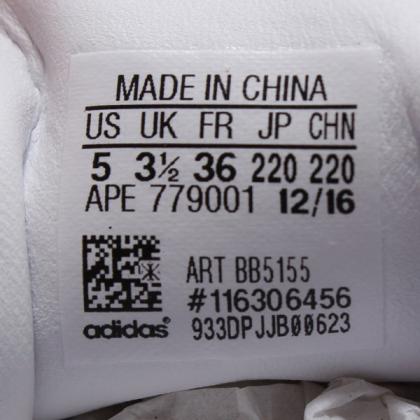 MADE IN CHINA
US UK FR JP CHN
5 3½ 36 220 220
APE 779001 12/16
ART BB5155
#116306456
adidas® 933DPJJB00623